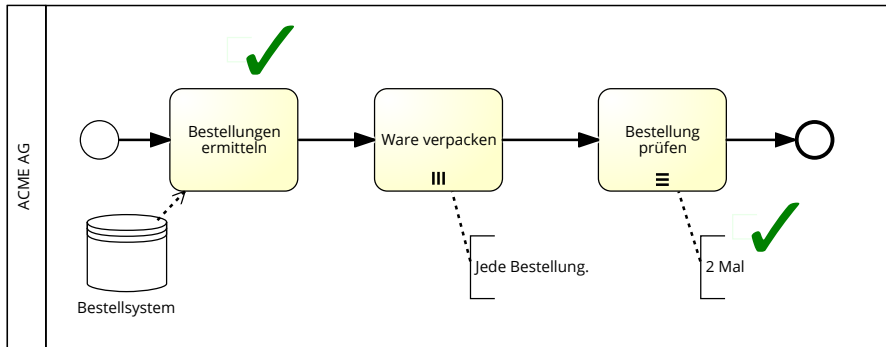 ACME AG
Bestellungen
ermitteln
Ware verpacken
Bestellung
prüfen
Bestellsystem
Jede Bestellung.
2 Mal